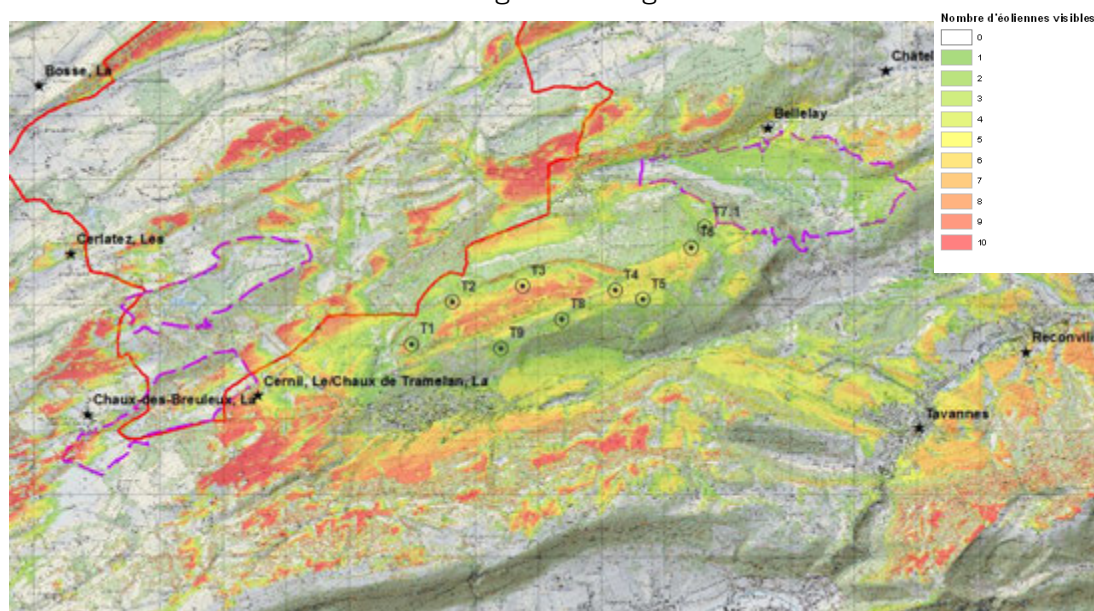 Nombre d'éoliennes visibles
0
1
2
3
4
5
6
7
8
9
10
Bosse, La
Châtel
Bellelay
Cerlatez, Les
T7.1
T6
T3
T4
T2
T5
T8
T1
T9
Reconvili
Cernil, Le/Chaux de Tramelan, La
Chaux-des-Breuleux, La
Tavannes